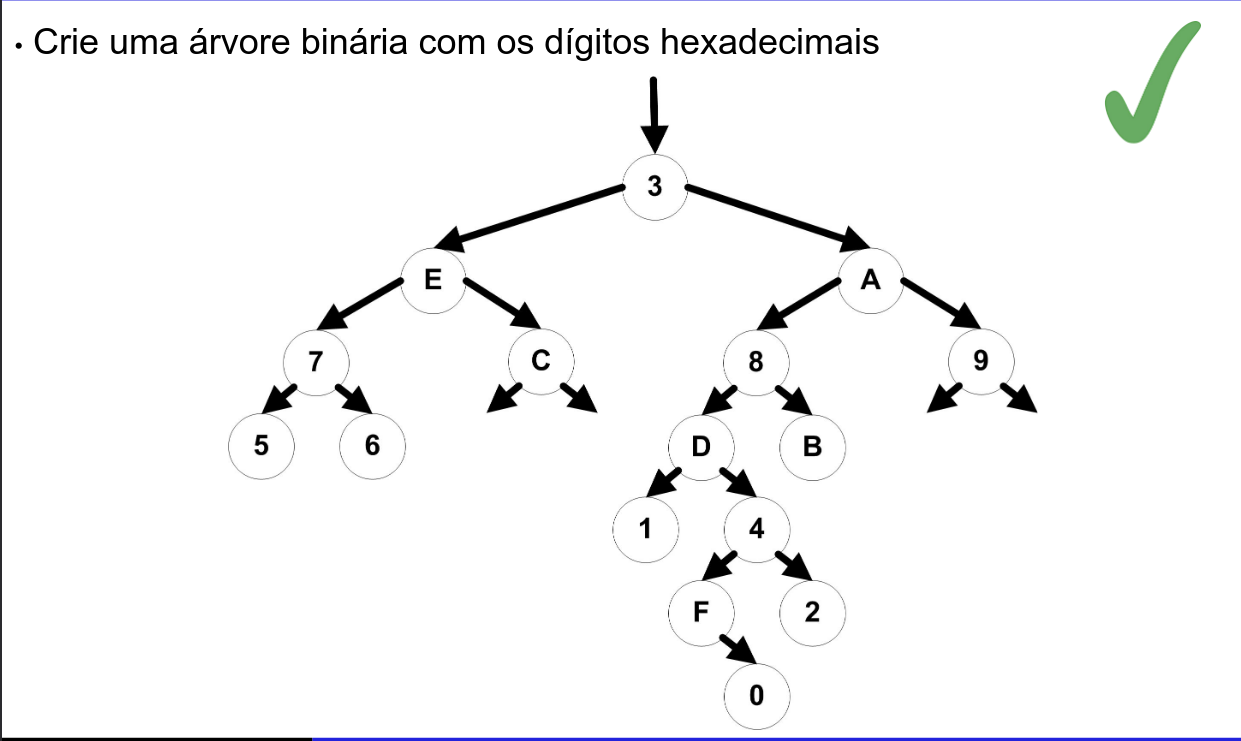 • Crie uma árvore binária com os dígitos hexadecimais
3
E A
7 C 8 9
5 6 D B
1 4
F 2
0